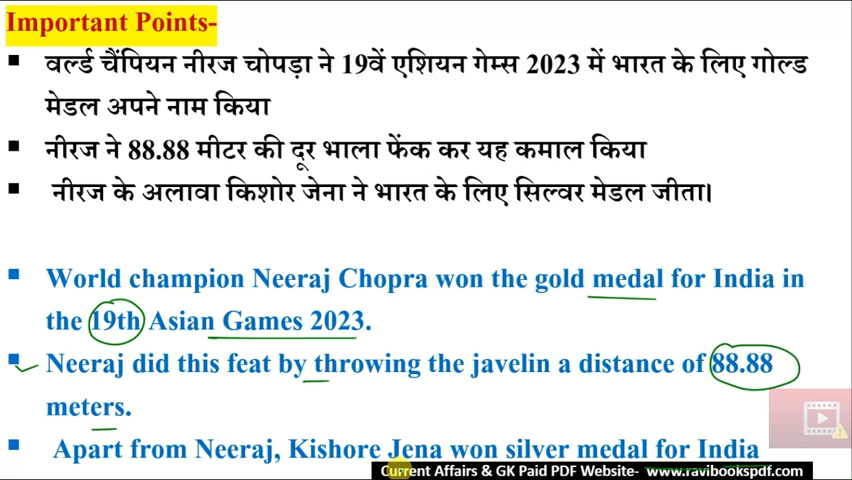 Important Points-
▪ वर्ल्ड चैंपियन नीरज चोपड़ा ने 19वें एशियन गेम्स 2023 में भारत के लिए गोल्ड
मेडल अपने नाम किया
▪ नीरज ने 88.88 मीटर की दूर भाला फेंक कर यह कमाल किया
▪ नीरज के अलावा किशोर जेना ने भारत के लिए सिल्वर मेडल जीता।
▪ World champion Neeraj Chopra won the gold medal for India in
the 19th Asian Games 2023.
▪ Neeraj did this feat by throwing the javelin a distance of 88.88
meters.
▪ Apart from Neeraj, Kishore Jena won silver medal for India
Current Affairs & GK Paid PDF Website- www.ravibookspdf.com